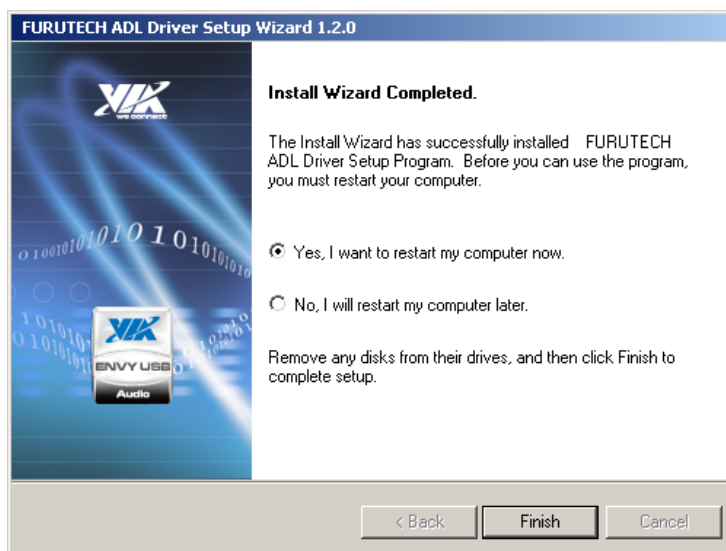 FURUTECH ADL Driver Setup Wizard 1.2.0
VIA
we connect
Install Wizard Completed.
The Install Wizard has successfully installed FURUTECH
ADL Driver Setup Program. Before you can use the program,
you must restart your computer.
Yes, I want to restart my computer now.
No, I will restart my computer later.
Remove any disks from their drives, and then click Finish to
complete setup.
VIA
ENVY USB
Audio
< Back
Finish
Cancel